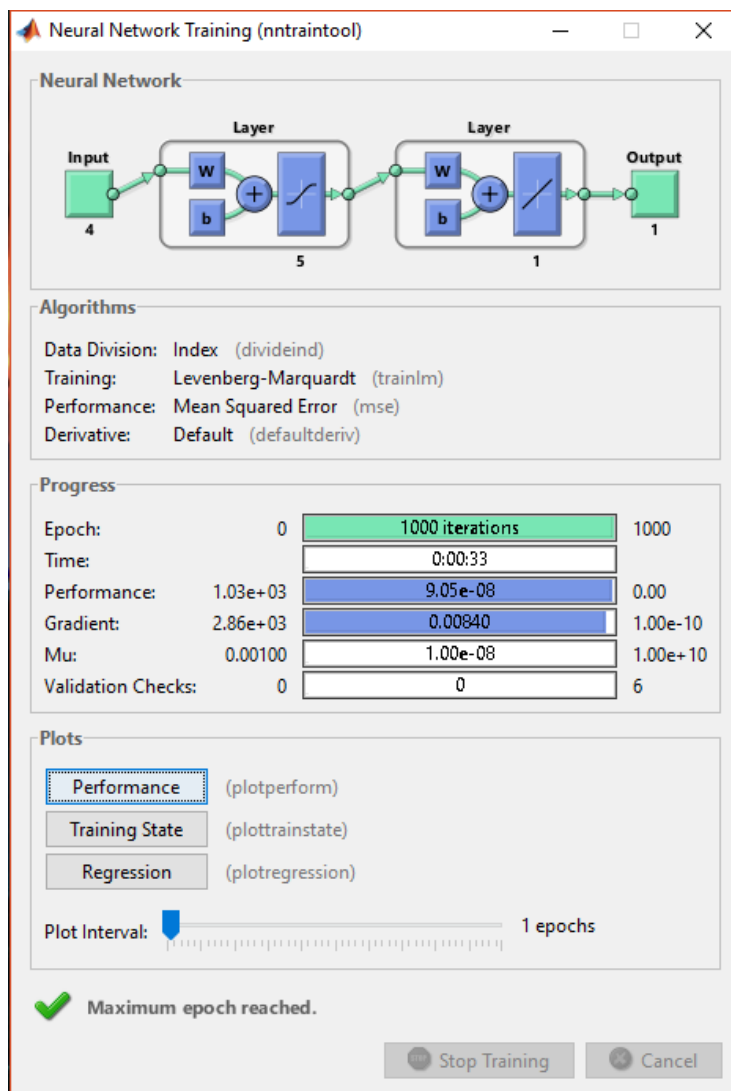 Neural Network Training (nntraintool)
Neural Network
Layer Layer
Input Output
W W
b b
4 1
5 1
Algorithms
Data Division: Index (divideind)
Training: Levenberg-Marquardt (trainlm)
Performance: Mean Squared Error (mse)
Derivative: Default (defaultderiv)
Progress
Epoch: 0 1000 iterations 1000
Time: 0:00:33
Performance: 1.03e+03 9.05e-08 0.00
Gradient: 2.86e+03 0.00840 1.00e-10
Mu: 0.00100 1.00e-08 1.00e+10
Validation Checks: 0 0 6
Plots
Performance (plotperform)
Training State (plottrainstate)
Regression (plotregression)
Plot Interval: 1 epochs
Maximum epoch reached.
Stop Training Cancel